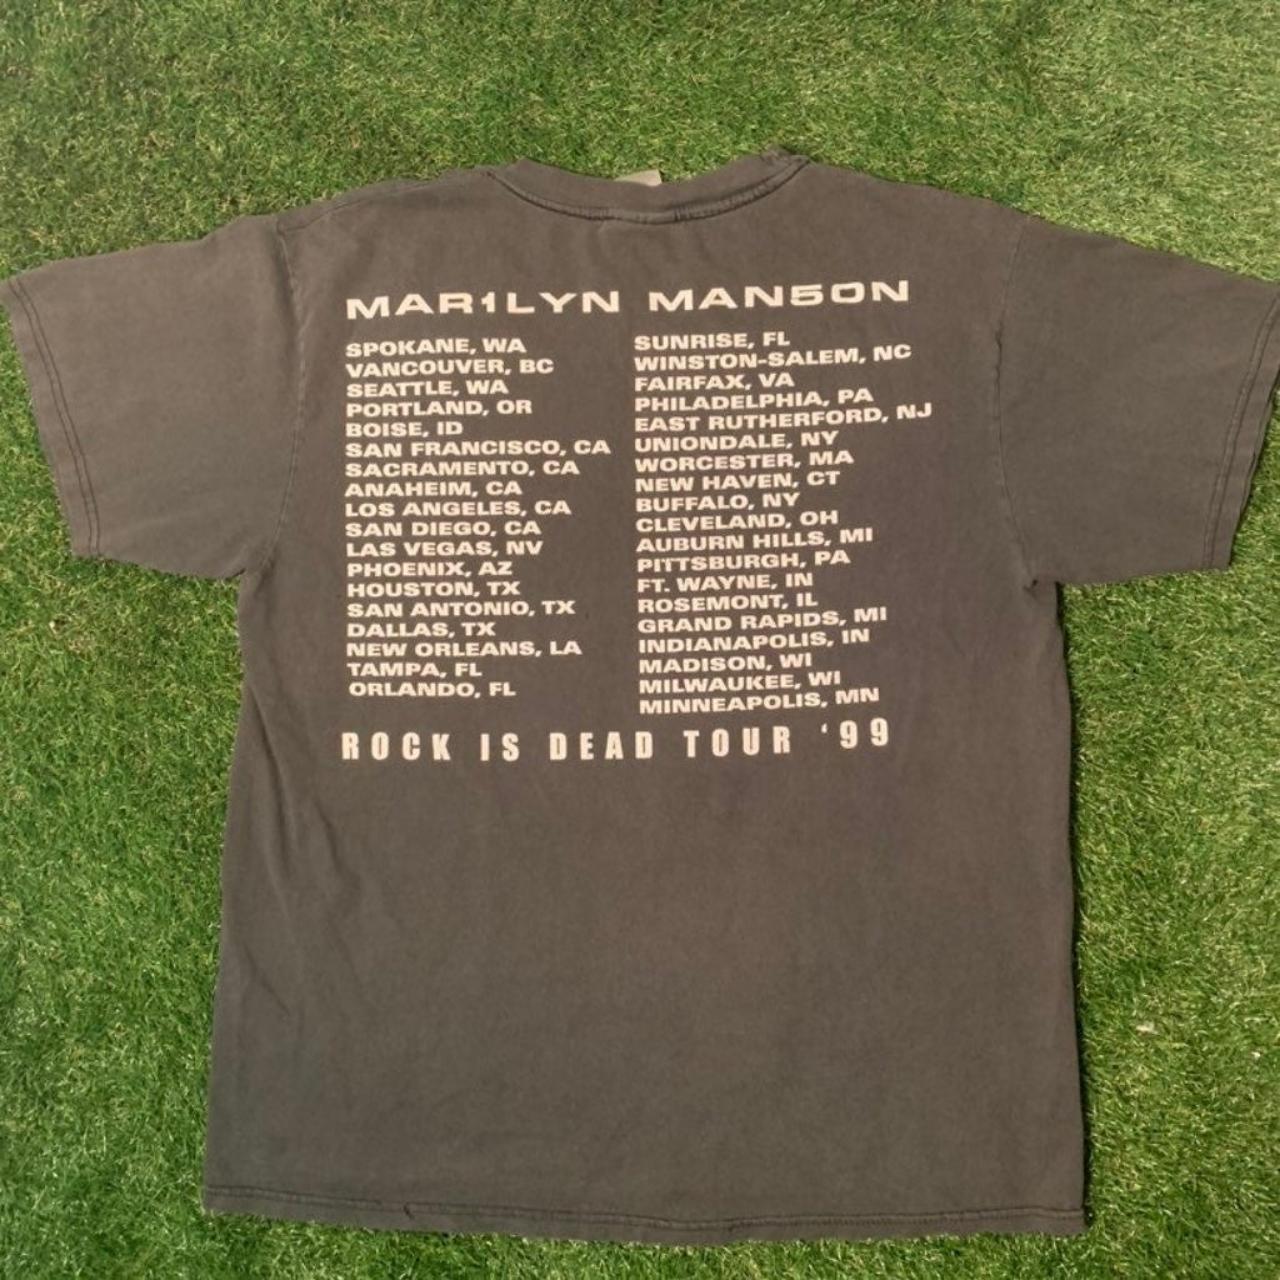 MAR1LYN MAN50N
SPOKANE, WA
VANCOUVER, BC
SEATTLE, WA
PORTLAND, OR
BOISE, ID
SAN FRANCISCO, CA
SACRAMENTO, CA
ANAHEIM, CA
LOS ANGELES, CA
SAN DIEGO, CA
LAS VEGAS, NV
PHOENIX, AZ
HOUSTON, TX
SAN ANTONIO, TX
DALLAS, TX
NEW ORLEANS, LA
TAMPA, FL
ORLANDO, FL
SUNRISE, FL
WINSTON-SALEM, NC
FAIRFAX, VA
PHILADELPHIA, PA
EAST RUTHERFORD, NJ
UNIONDALE, NY
WORCESTER, MA
NEW HAVEN, CT
BUFFALO, NY
CLEVELAND, OH
AUBURN HILLS, MI
PITTSBURGH, PA
FT. WAYNE, IN
ROSEMONT, IL
GRAND RAPIDS, MI
INDIANAPOLIS, IN
MADISON, WI
MILWAUKEE, WI
MINNEAPOLIS, MN
ROCK IS DEAD TOUR '99